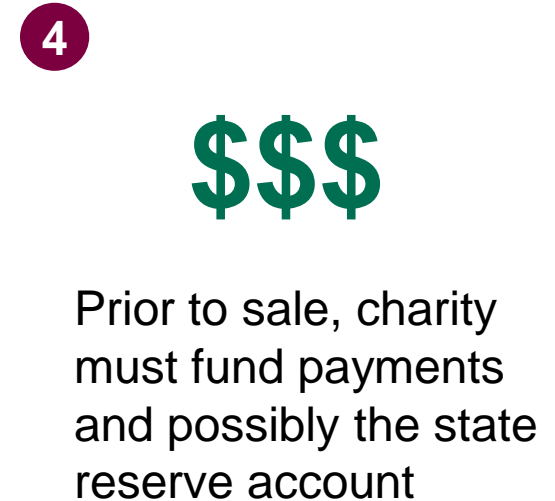 4
$$$
Prior to sale, charity
must fund payments
and possibly the state
reserve account